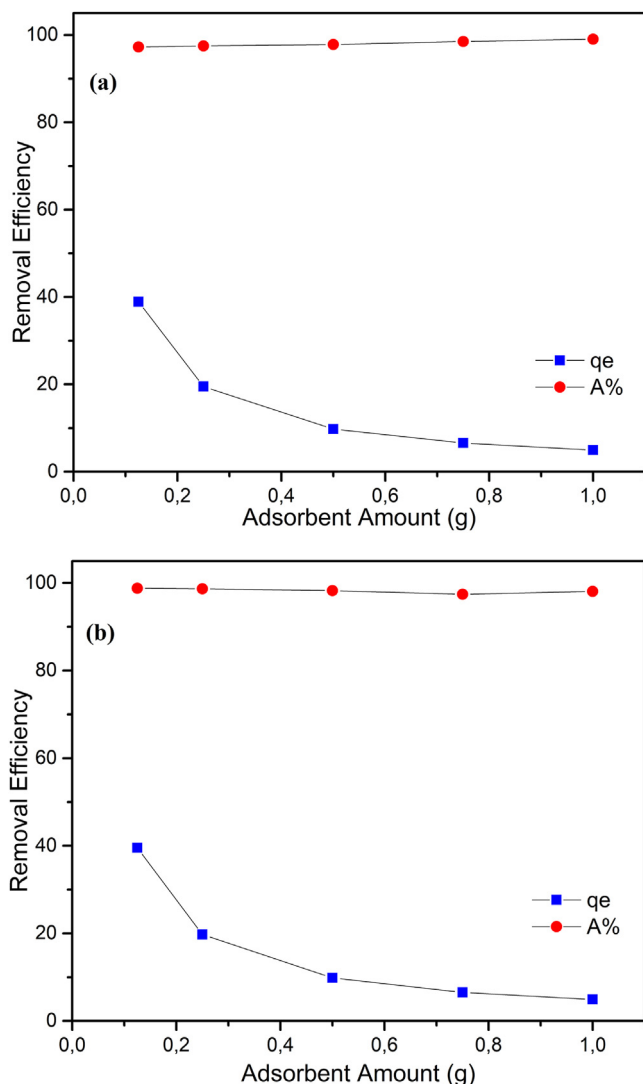 100
(a)
80
Removal Efficiency
60
40
qe
20
A%
0
0,0 0,2 0,4 0,6 0,8 1,0
Adsorbent Amount (g)
100
(b)
80
Removal Efficiency
60
40
qe
20
A%
0
0,0 0,2 0,4 0,6 0,8 1,0
Adsorbent Amount (g)